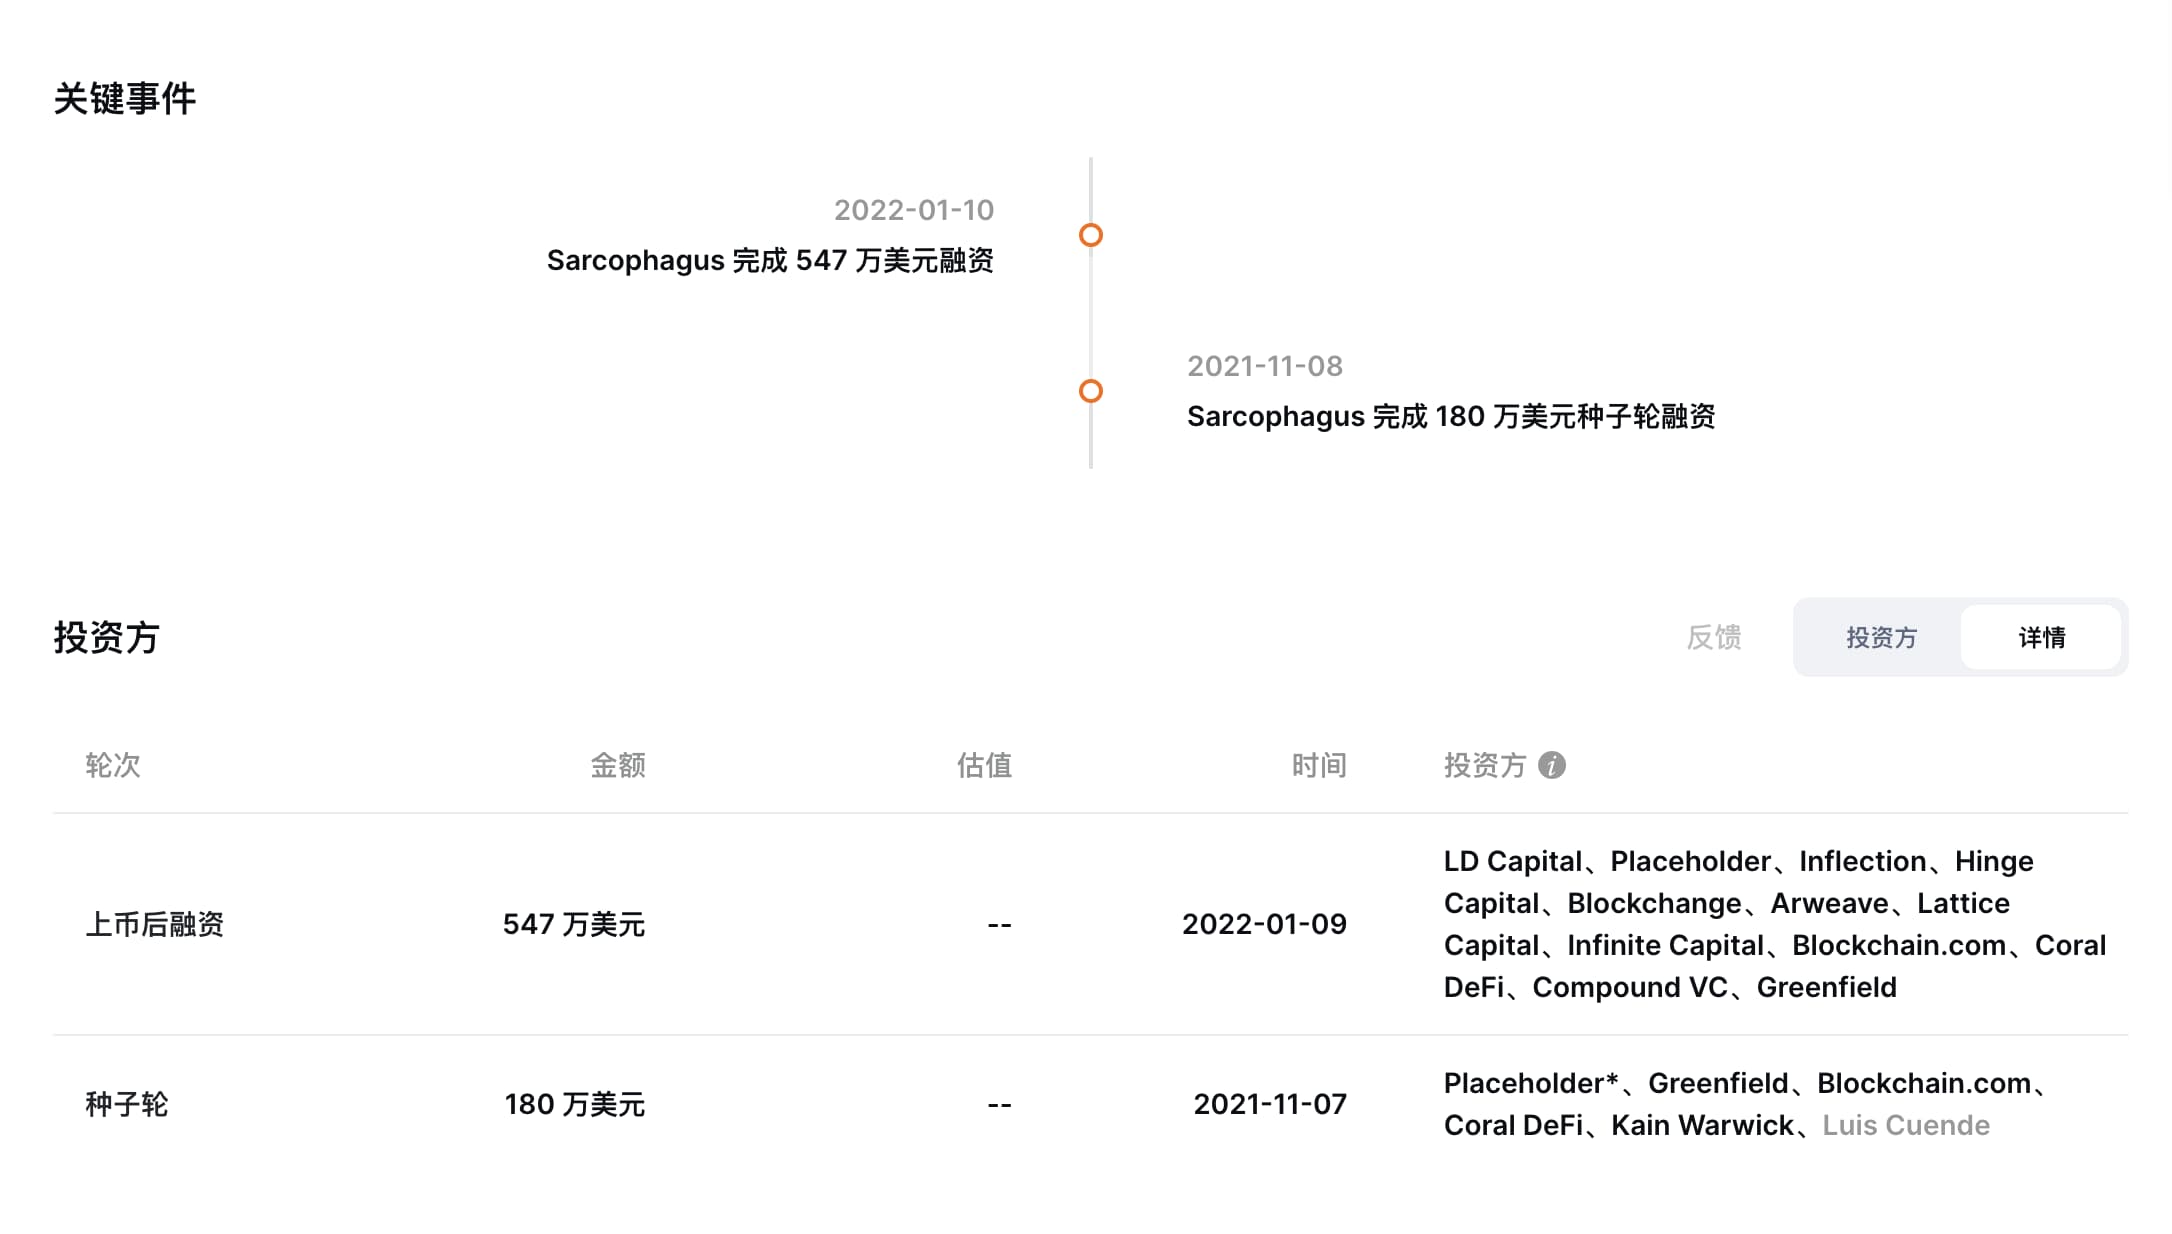 关键事件
2022-01-10
Sarcophagus 完成 547 万美元融资
2021-11-08
Sarcophagus 完成 180 万美元种子轮融资
投资方
反馈
投资方
详情
轮次 金额 估值 时间 投资方
上币后融资 547 万美元 -- 2022-01-09
LD Capital、Placeholder、Inflection、Hinge
Capital、Blockchange、Arweave、Lattice
Capital、Infinite Capital、Blockchain.com、Coral
DeFi、Compound VC、Greenfield
种子轮 180 万美元 -- 2021-11-07
Placeholder*、Greenfield、Blockchain.com、
Coral DeFi、Kain Warwick、Luis Cuende